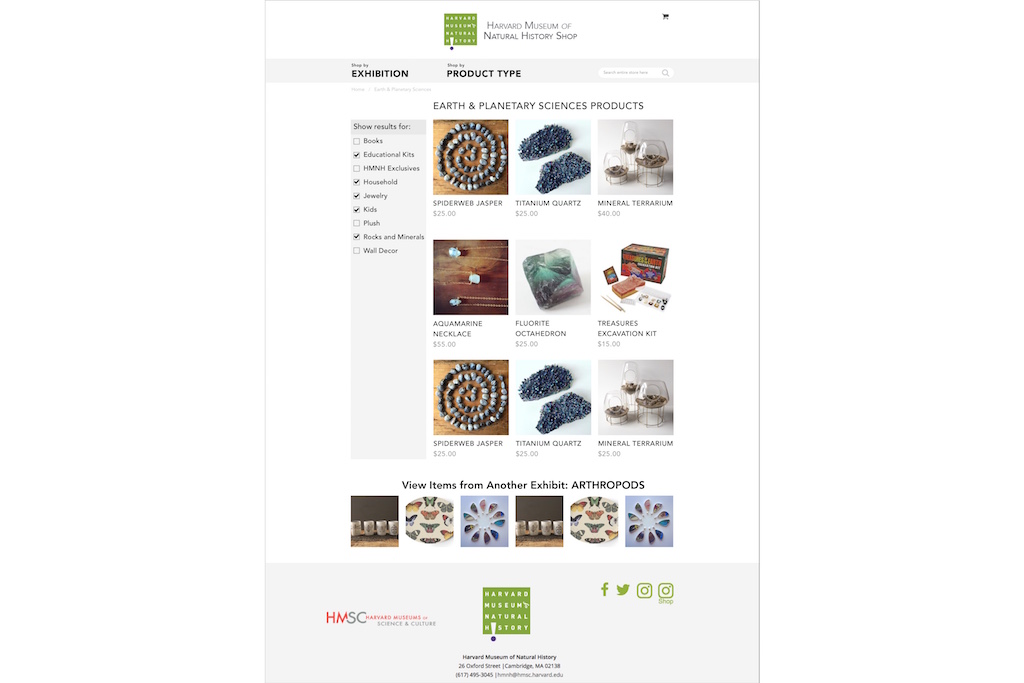 HARVARD
MUSEUM OF
NATURAL
HISTORY
HARVARD MUSEUM OF
NATURAL HISTORY SHOP
Shop by
EXHIBITION
Shop by
PRODUCT TYPE
Search entire store here
Home > Earth & Planetary Sciences
EARTH & PLANETARY SCIENCES PRODUCTS
Show results for:
Books
Educational Kits
HMNH Exclusives
Household
Jewelry
Kids
Plush
Rocks and Minerals
Wall Decor
SPIDERWEB JASPER
$25.00
TITANIUM QUARTZ
$25.00
MINERAL TERRARIUM
$40.00
AQUAMARINE
NECKLACE
$55.00
FLUORITE
OCTAHEDRON
$25.00
TREASURES
EXCAVATION KIT
$15.00
SPIDERWEB JASPER
$25.00
TITANIUM QUARTZ
$25.00
MINERAL TERRARIUM
$25.00
View Items from Another Exhibit: ARTHROPODS
HMSC HARVARD MUSEUMS OF
SCIENCE & CULTURE
HARVARD
MUSEUM OF
NATURAL
H!STORY
Shop
Harvard Museum of Natural History
26 Oxford Street |Cambridge, MA 02138
(617) 495-3045 |hmnh@hmsc.harvard.edu